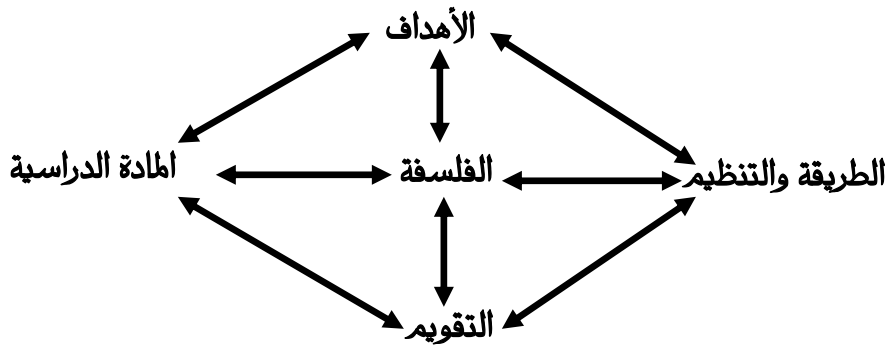 الأهداف
الطريقة والتنظيم
الفلسفة
المادة الدراسية
التقويم